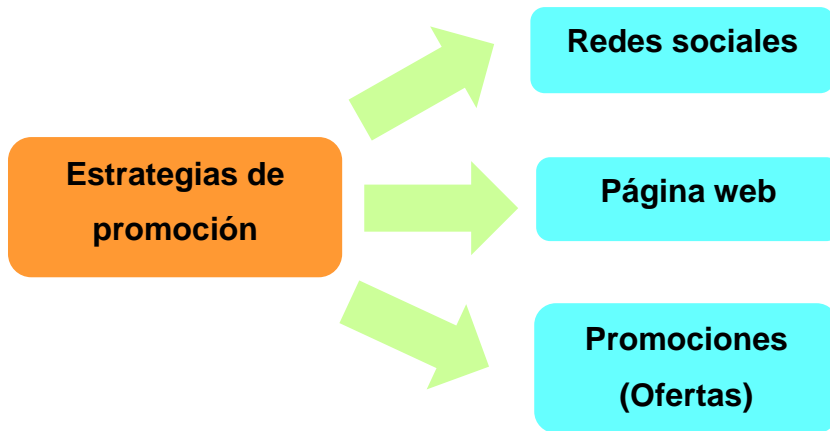 Redes sociales
Estrategias de
promoción
Página web
Promociones
(Ofertas)